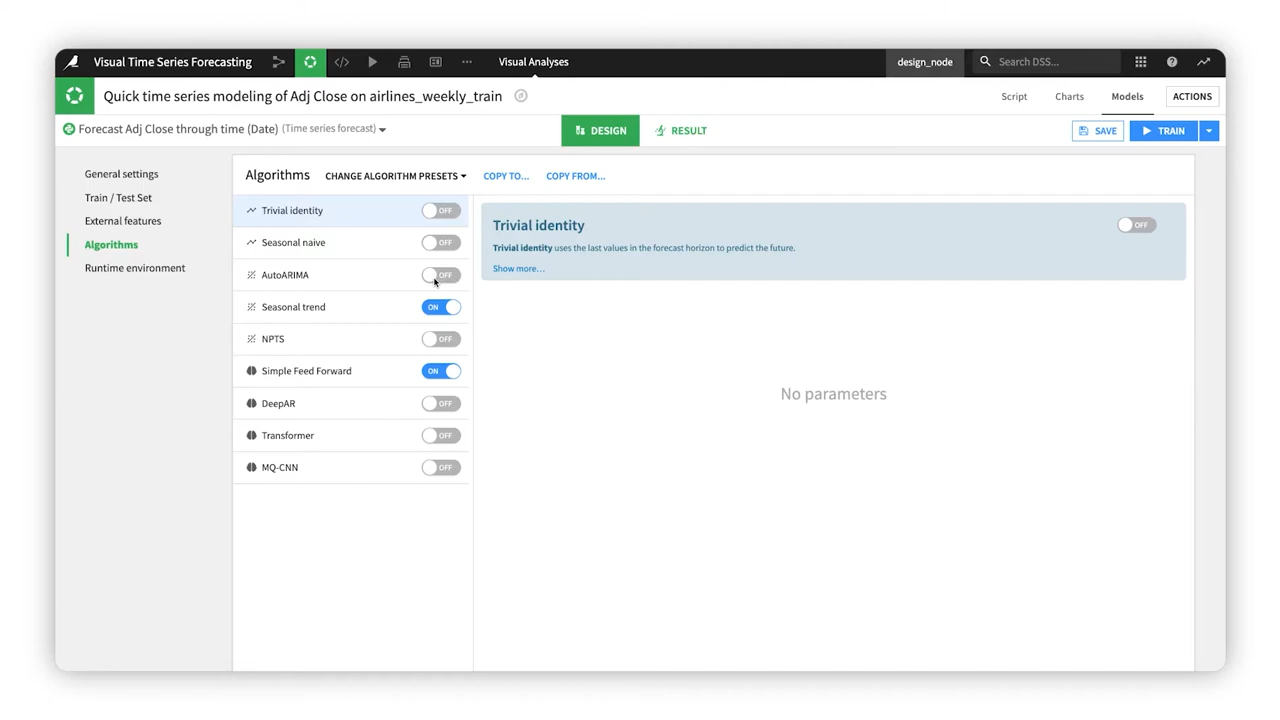 Visual Time Series Forecasting
Visual Analyses
design_node
Search DSS...
Quick time series modeling of Adj Close on airlines_weekly_train
Script
Charts
Models
ACTIONS
Forecast Adj Close through time (Date) (Time series forecast)
DESIGN
RESULT
SAVE
TRAIN
General settings
Train / Test Set
External features
Algorithms
Runtime environment
Algorithms
CHANGE ALGORITHM PRESETS
COPY TO...
COPY FROM...
Trivial identity OFF
Seasonal naive OFF
AutoARIMA OFF
Seasonal trend ON
NPTS OFF
Simple Feed Forward ON
DeepAR OFF
Transformer OFF
MQ-CNN OFF
Trivial identity OFF
Trivial identity uses the last values in the forecast horizon to predict the future.
Show more...
No parameters